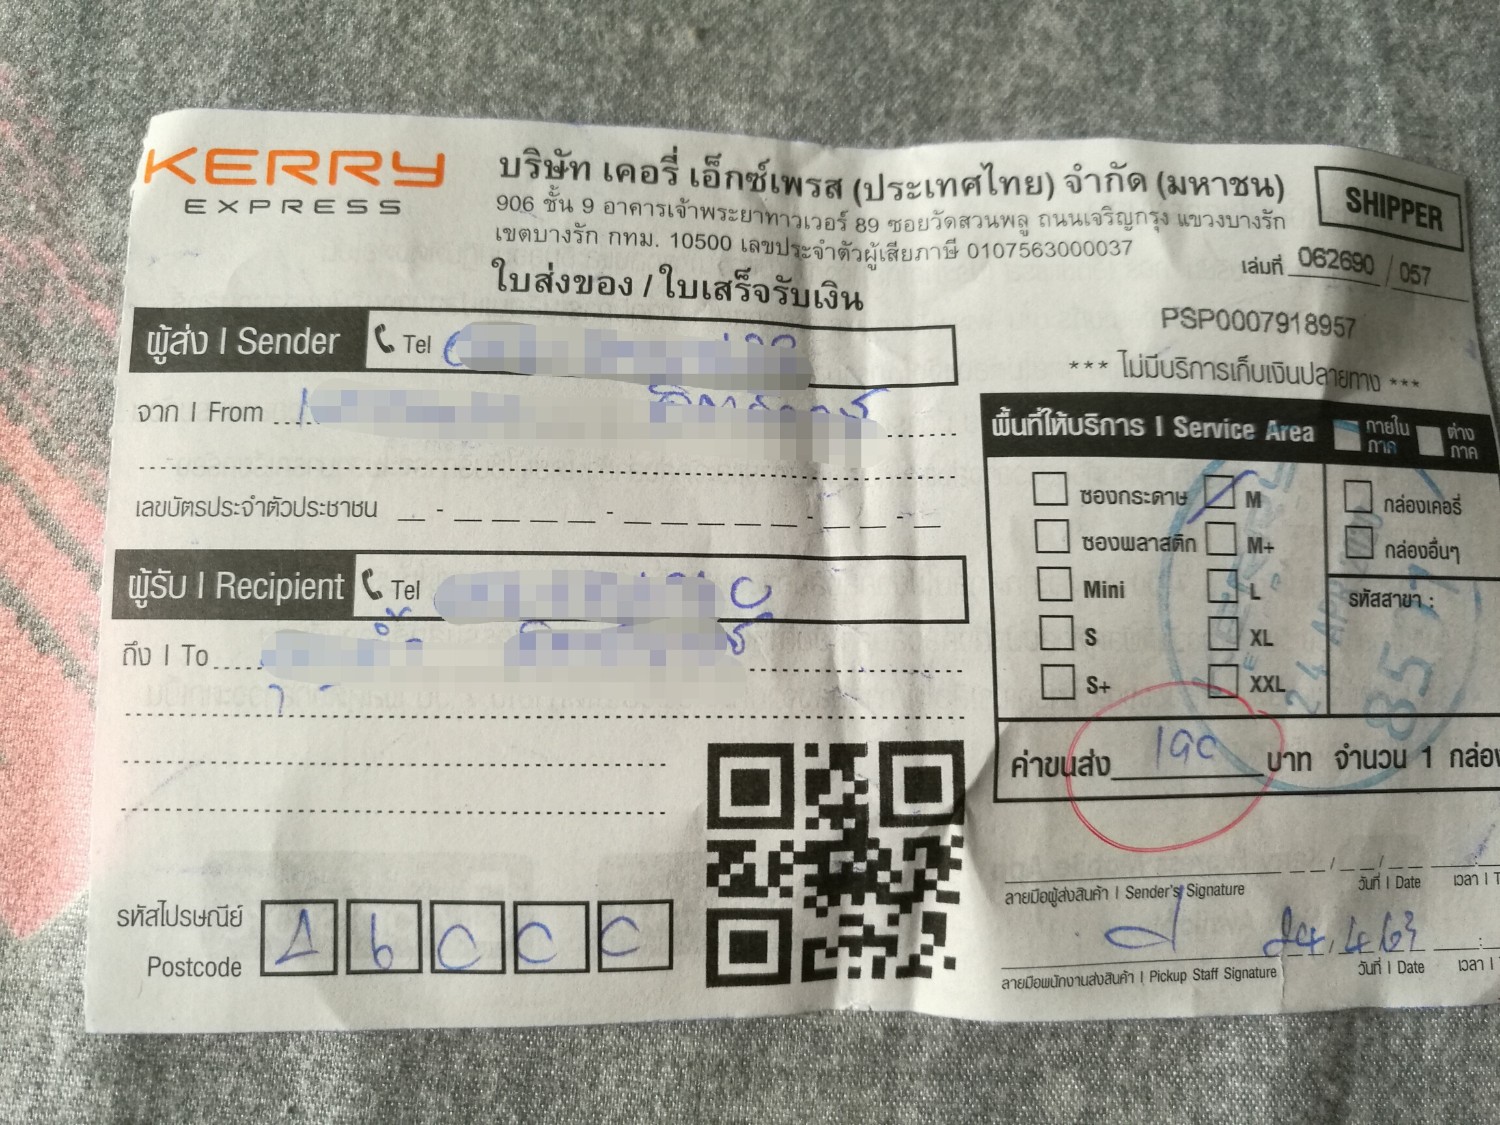 KERRY
EXPRESS
บริษัท เคอรี่ เอ็กซ์เพรส (ประเทศไทย) จำกัด (มหาชน)
906 ชั้น 9 อาคารเจ้าพระยาทาวเวอร์ 89 ซอยวัดสวนพลู ถนนเจริญกรุง แขวงบางรัก
เขตบางรัก กทม. 10500 เลขประจำตัวผู้เสียภาษี 0107563000037
ใบส่งของ / ใบเสร็จรับเงิน
SHIPPER
เล่มที่ 062690 / 057
PSP0007918957
*** ไม่มีบริการเก็บเงินปลายทาง ***
ผู้ส่ง | Sender
Tel
จาก | From
เลขบัตรประจำตัวประชาชน
ผู้รับ | Recipient
Tel
ถึง | To
รหัสไปรษณีย์
Postcode
พื้นที่ให้บริการ | Service Area
ภายในภาค
ต่างภาค
ซองกระดาษ
M
กล่องเคอรี่
ซองพลาสติก
M+
กล่องอื่นๆ
Mini
L
รหัสสาขา :
S
XL
S+
XXL
24 APR
85
ค่าขนส่ง 190 บาท จำนวน 1 กล่อง
ลายมือผู้ส่งสินค้า | Sender's Signature
วันที่ | Date
เวลา | T
24.4.63
ลายมือพนักงานส่งสินค้า | Pickup Staff Signature
วันที่ | Date
เวลา |